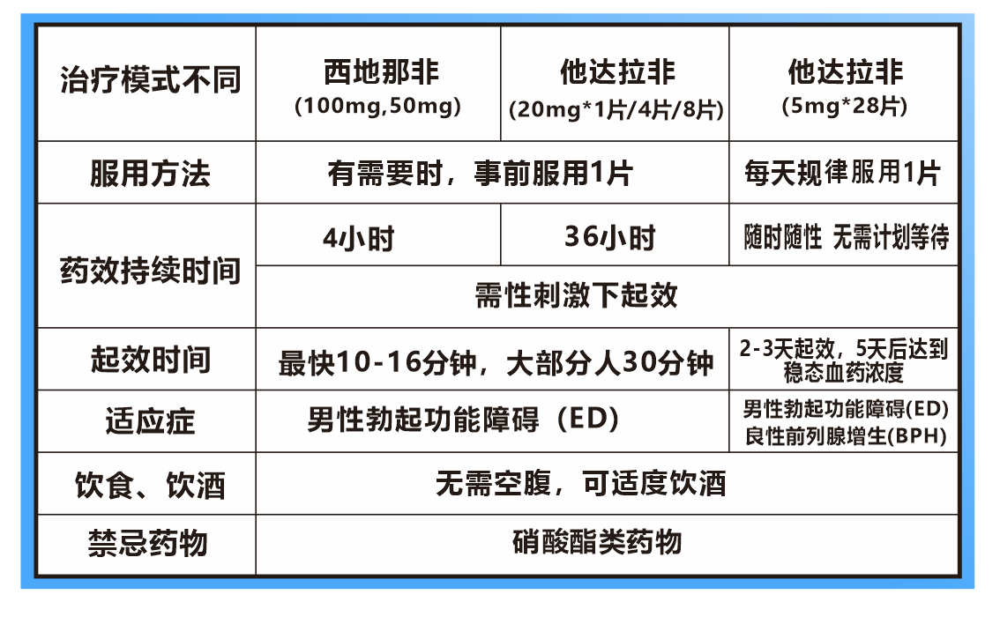 治疗模式不同
西地那非
(100mg,50mg)
他达拉非
(20mg*1片/4片/8片)
他达拉非
(5mg*28片)
服用方法
有需要时，事前服用1片
每天规律服用1片
药效持续时间
4小时
36小时
随时随性 无需计划等待
需性刺激下起效
起效时间
最快10-16分钟，大部分人30分钟
2-3天起效，5天后达到
稳态血药浓度
适应症
男性勃起功能障碍（ED）
男性勃起功能障碍(ED)
良性前列腺增生(BPH)
饮食、饮酒
无需空腹，可适度饮酒
禁忌药物
硝酸酯类药物